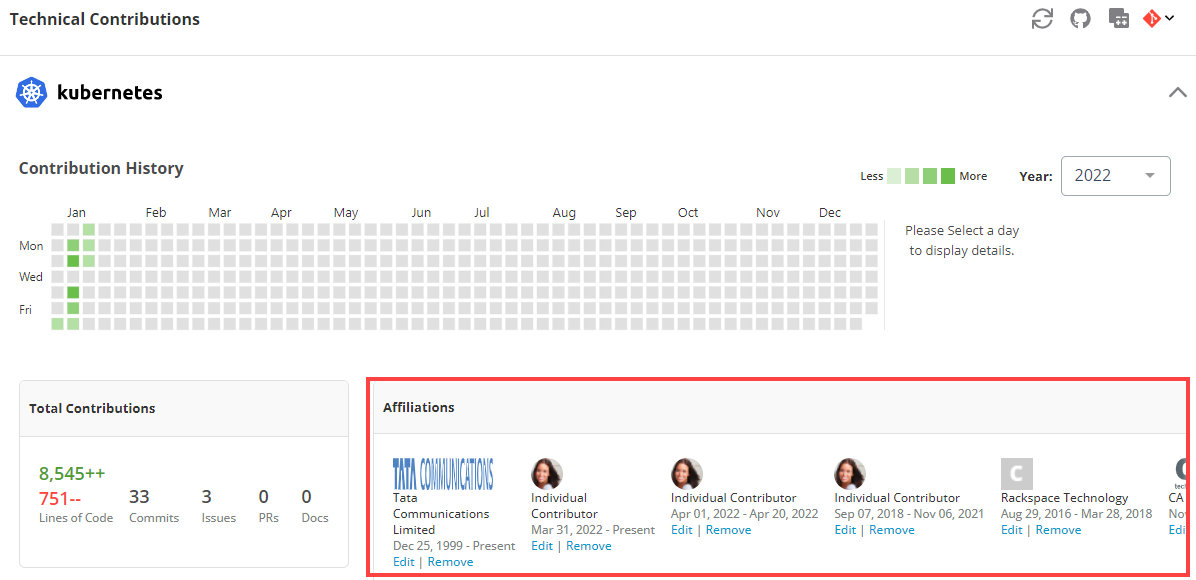 Technical Contributions
kubernetes
Contribution History
Less More Year: 2022
Jan Feb Mar Apr May Jun Jul Aug Sep Oct Nov Dec
Mon
Wed
Fri
Please Select a day
to display details.
Total Contributions
8,545++
751--
Lines of Code
33
Commits
3
Issues
0
PRs
0
Docs
Affiliations
TATA COMMUNICATIONS
Tata
Communications
Limited
Dec 25, 1999 - Present
Edit | Remove
Individual
Contributor
Mar 31, 2022 - Present
Edit | Remove
Individual Contributor
Apr 01, 2022 - Apr 20, 2022
Edit | Remove
Individual Contributor
Sep 07, 2018 - Nov 06, 2021
Edit | Remove
C
Rackspace Technology
Aug 29, 2016 - Mar 28, 2018
Edit | Remove
CA